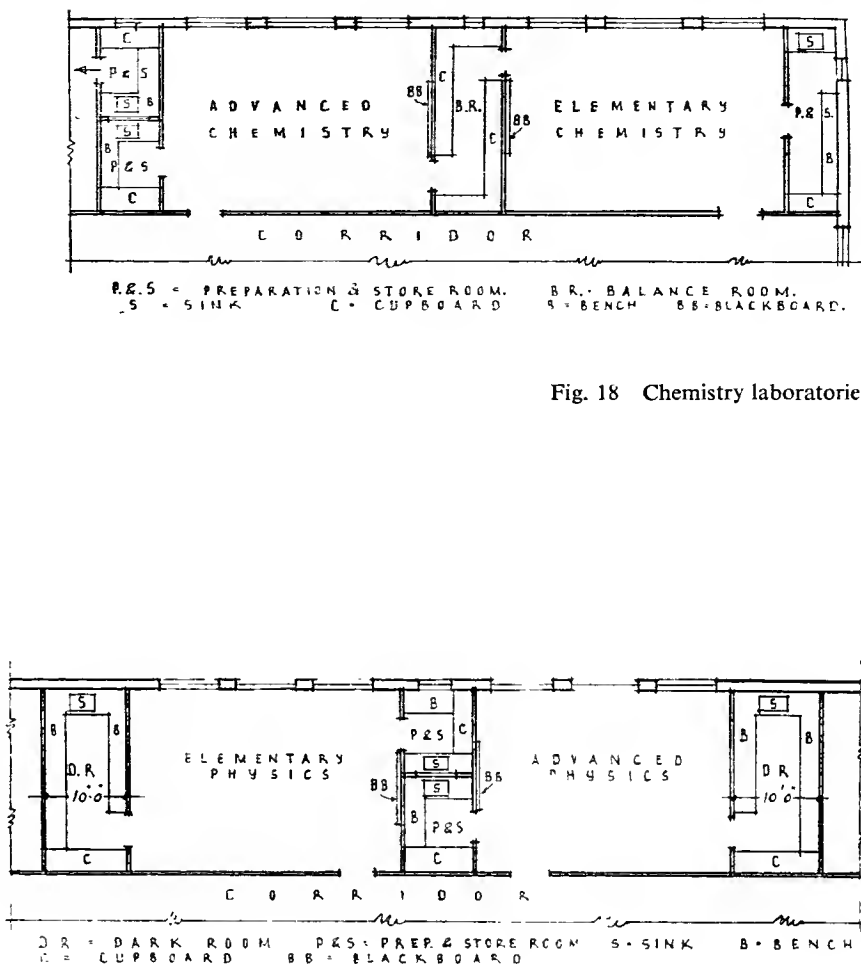 C
P & S
S
B
S
B
P & S
C
ADVANCED
CHEMISTRY
BB
C
B.R.
C
BB
ELEMENTARY
CHEMISTRY
S
P. & S.
B
C
CORRIDOR
P.&.S = PREPARATION & STORE ROOM. BR.- BALANCE ROOM.
S = SINK C = CUPBOARD B = BENCH BB=BLACKBOARD.
Fig. 18 Chemistry laboratorie
S
B
B
D.R
10'0"
C
ELEMENTARY
PHYSICS
BB
B
P&S
C
S
S
B
P&S
C
BB
ADVANCED
PHYSICS
S
B
B
D R
10'0"
C
CORRIDOR
DR = DARK ROOM P&S = PREP. & STORE ROOM S=SINK B=BENCH
C = CUPBOARD BB = BLACKBOARD